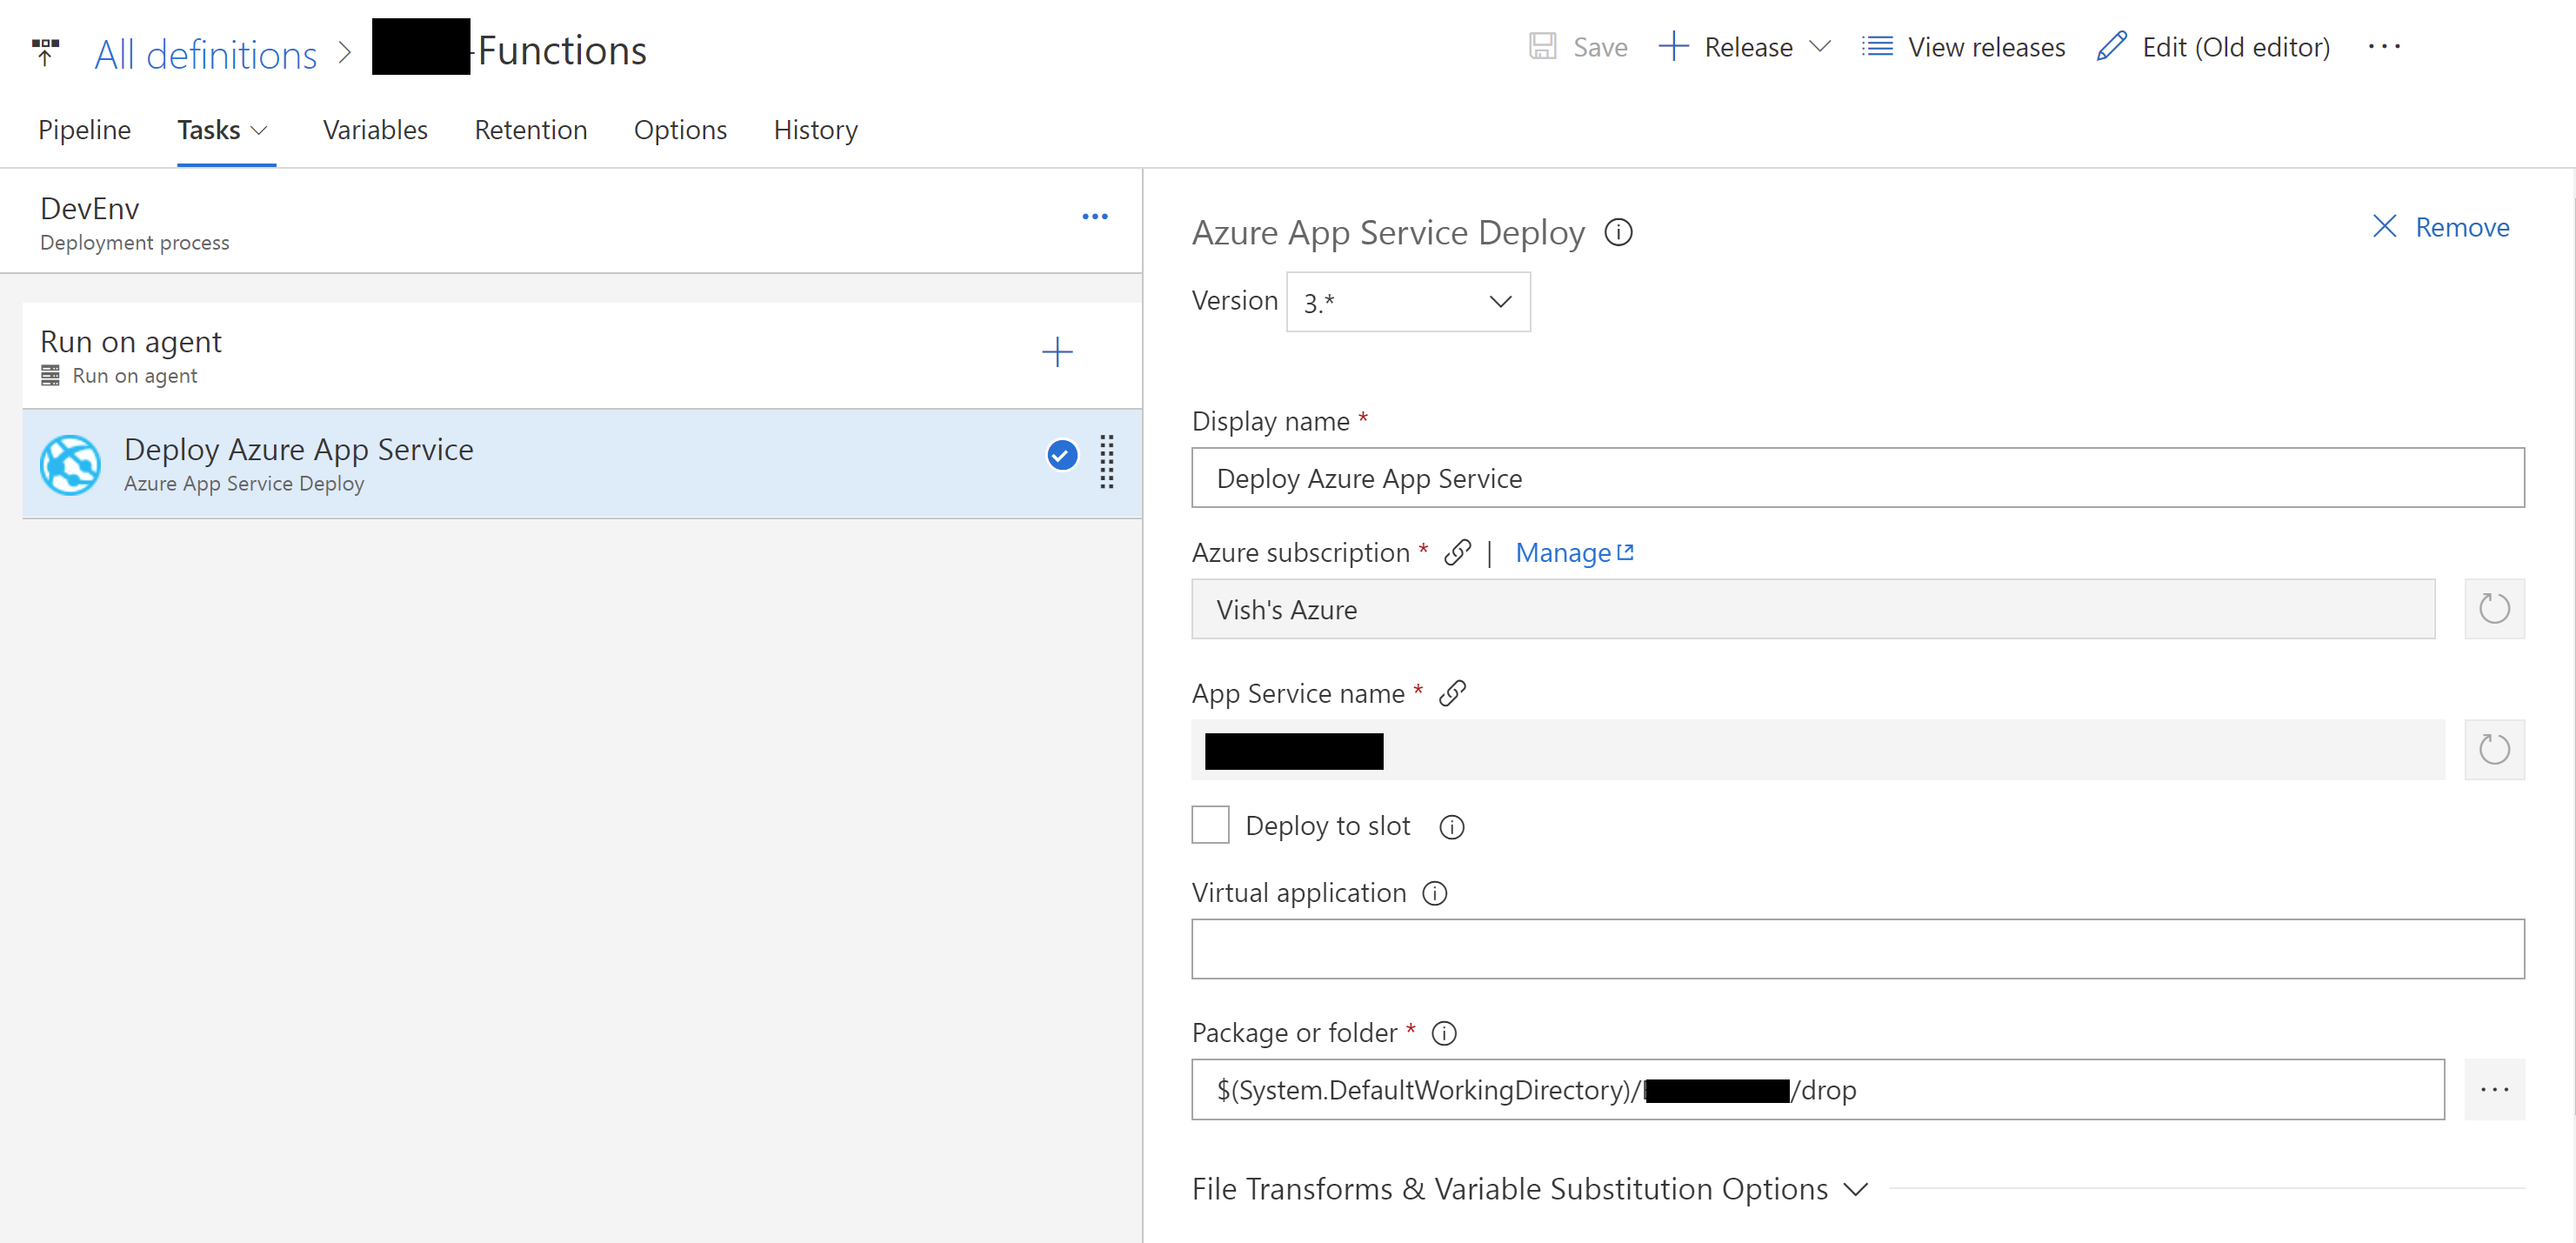 All definitions > -Functions
Save + Release View releases Edit (Old editor) ...
Pipeline Tasks Variables Retention Options History
DevEnv
Deployment process
...
Run on agent
Run on agent
Deploy Azure App Service
Azure App Service Deploy
Azure App Service Deploy
Remove
Version 3.*
Display name *
Deploy Azure App Service
Azure subscription * | Manage
Vish's Azure
App Service name *
Deploy to slot
Virtual application
Package or folder *
$(System.DefaultWorkingDirectory)/ /drop
...
File Transforms & Variable Substitution Options